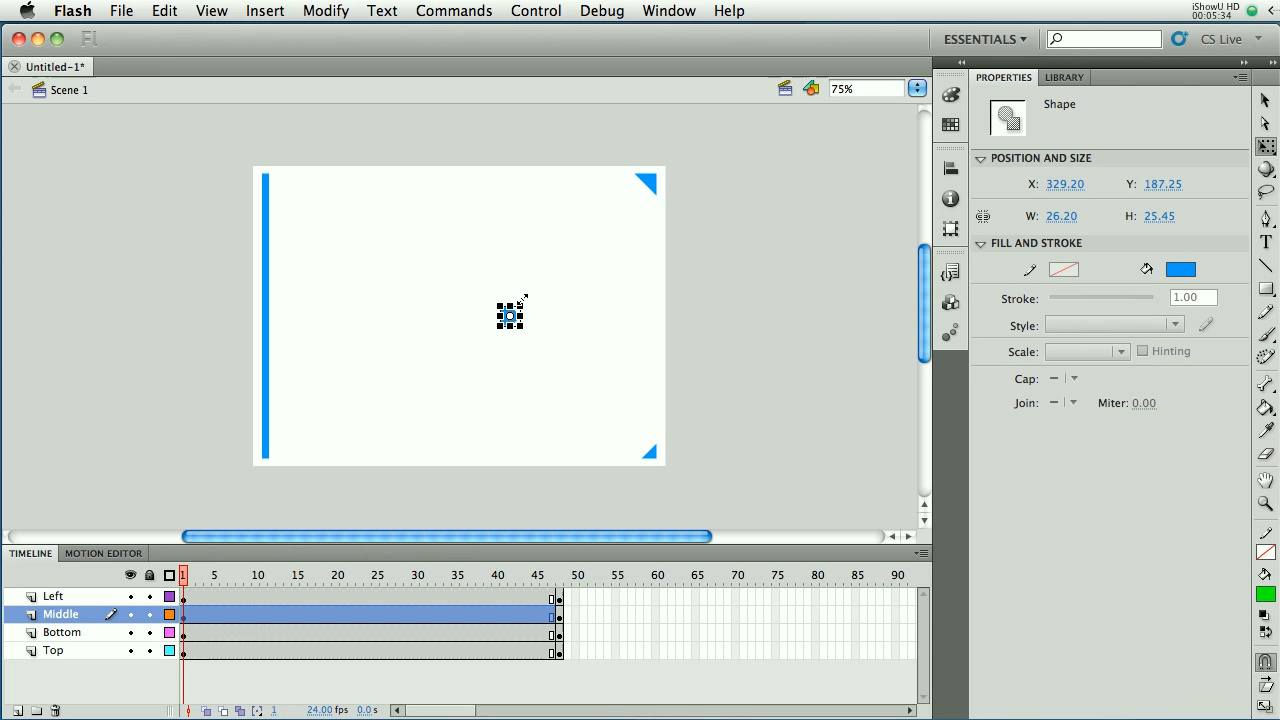 Flash File Edit View Insert Modify Text Commands Control Debug Window Help iShowU HD
00:05:34
Fl ESSENTIALS CS Live
Untitled-1*
PROPERTIES LIBRARY
Scene 1 75%
Shape
POSITION AND SIZE
X: 329.20 Y: 187.25
W: 26.20 H: 25.45
FILL AND STROKE
Stroke: 1.00
Style:
Scale: Hinting
Cap:
Join: Miter: 0.00
TIMELINE MOTION EDITOR
1 5 10 15 20 25 30 35 40 45 50 55 60 65 70 75 80 85 90
Left
Middle
Bottom
Top
1 24.00 fps 0.0 s